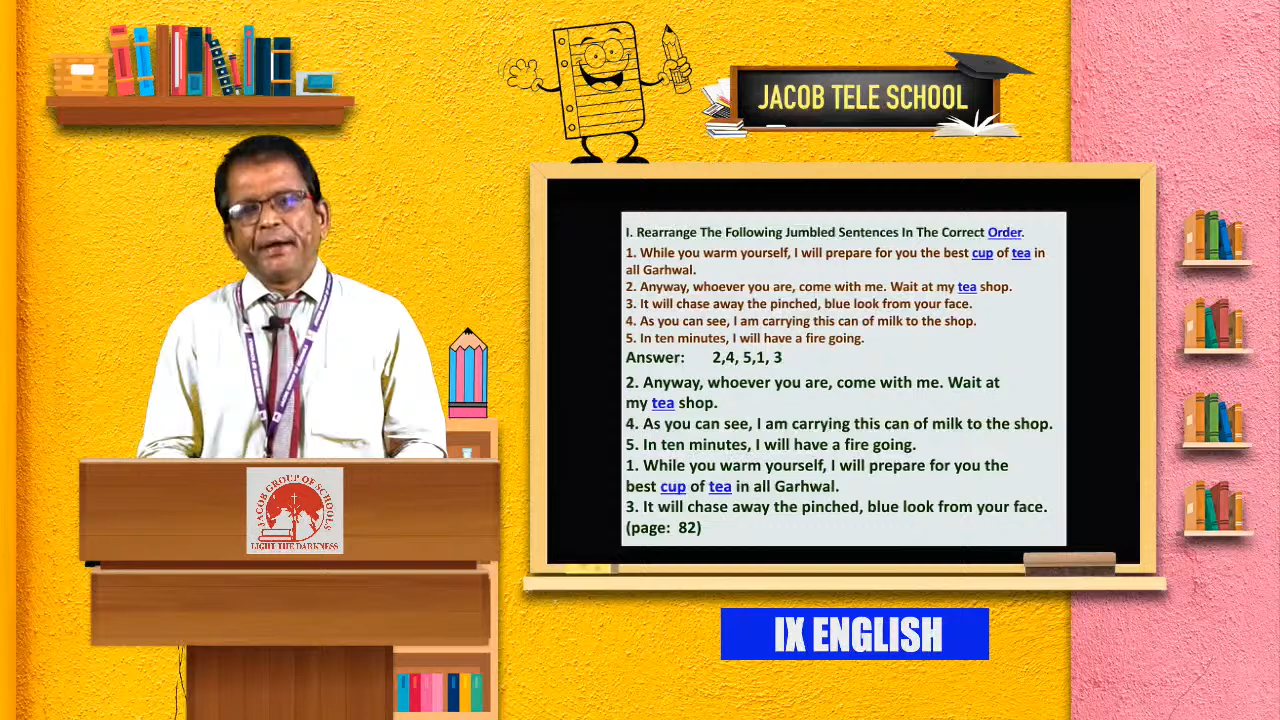 JACOB TELE SCHOOL
I. Rearrange The Following Jumbled Sentences In The Correct Order.
1. While you warm yourself, I will prepare for you the best cup of tea in
all Garhwal.
2. Anyway, whoever you are, come with me. Wait at my tea shop.
3. It will chase away the pinched, blue look from your face.
4. As you can see, I am carrying this can of milk to the shop.
5. In ten minutes, I will have a fire going.
Answer: 2,4, 5,1, 3
2. Anyway, whoever you are, come with me. Wait at
my tea shop.
4. As you can see, I am carrying this can of milk to the shop.
5. In ten minutes, I will have a fire going.
1. While you warm yourself, I will prepare for you the
best cup of tea in all Garhwal.
3. It will chase away the pinched, blue look from your face.
(page: 82)
JACOB GROUP OF SCHOOLS
LIGHT THE DARKNESS
IX ENGLISH